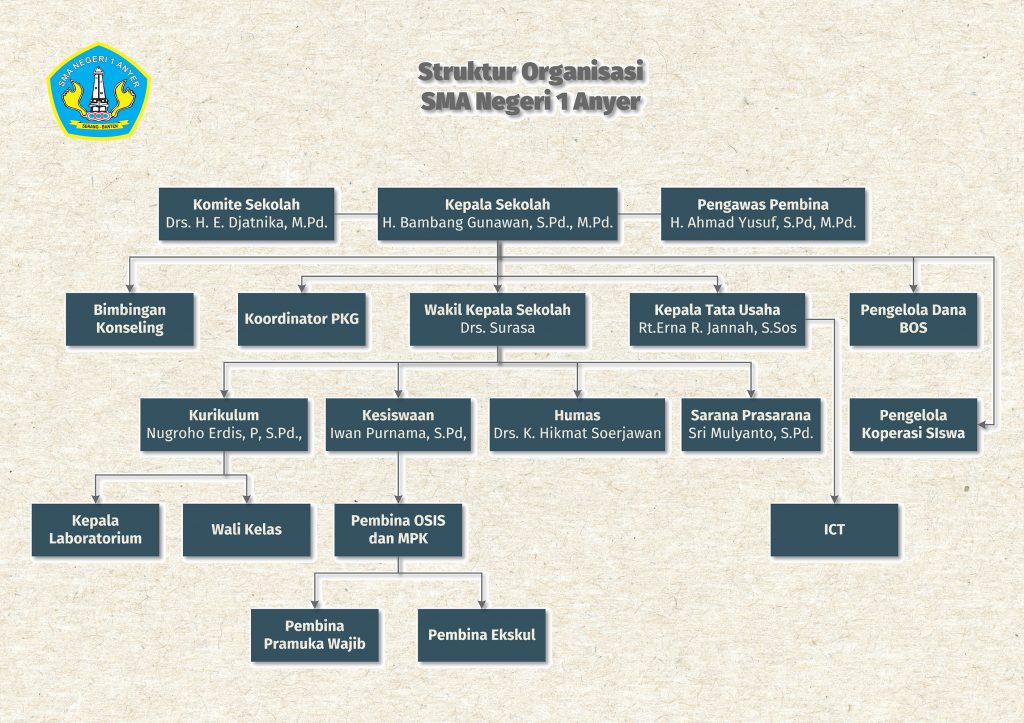 SMA NEGERI 1 ANYER
SERANG - BANTEN
Struktur Organisasi
SMA Negeri 1 Anyer
Komite Sekolah
Drs. H. E. Djatnika, M.Pd.
Kepala Sekolah
H. Bambang Gunawan, S.Pd., M.Pd.
Pengawas Pembina
H. Ahmad Yusuf, S.Pd, M.Pd.
Bimbingan
Konseling
Koordinator PKG
Wakil Kepala Sekolah
Drs. Surasa
Kepala Tata Usaha
Rt.Erna R. Jannah, S.Sos
Pengelola Dana
BOS
Kurikulum
Nugroho Erdis, P, S.Pd.,
Kesiswaan
Iwan Purnama, S.Pd,
Humas
Drs. K. Hikmat Soerjawan
Sarana Prasarana
Sri Mulyanto, S.Pd.
Pengelola
Koperasi SIswa
Kepala
Laboratorium
Wali Kelas
Pembina OSIS
dan MPK
ICT
Pembina
Pramuka Wajib
Pembina Ekskul